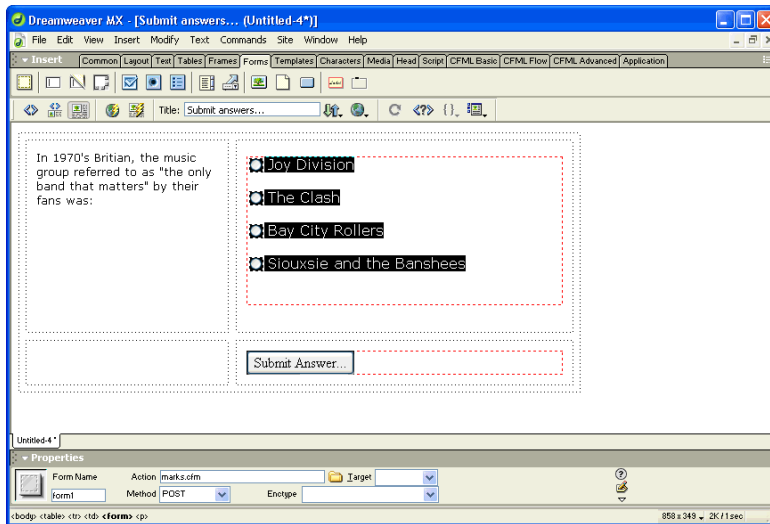 Dreamweaver MX - [Submit answers... (Untitled-4*)]
File Edit View Insert Modify Text Commands Site Window Help
Insert Common Layout Text Tables Frames Forms Templates Characters Media Head Script CFML Basic CFML Flow CFML Advanced Application
Title: Submit answers...
In 1970's Britian, the music
group referred to as "the only
band that matters" by their
fans was:
Joy Division
The Clash
Bay City Rollers
Siouxsie and the Banshees
Submit Answer...
Untitled-4*
Properties
Form Name Action marks.cfm Target
form1 Method POST Enctype
<body> <table> <tr> <td> <form> <p> 858 x 349 2K / 1 sec